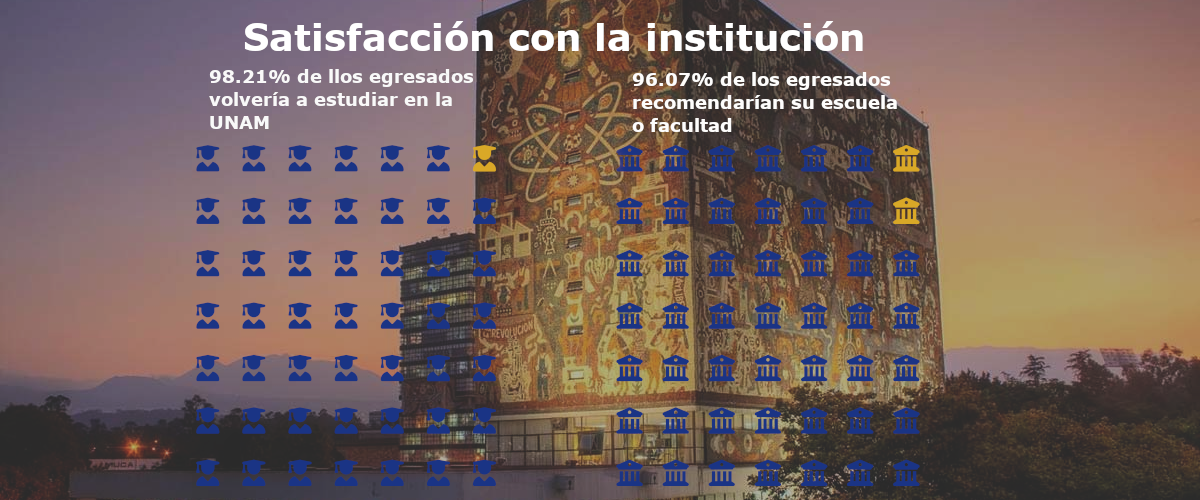 Satisfacción con la institución
98.21% de llos egresados
volvería a estudiar en la
UNAM
96.07% de los egresados
recomendarían su escuela
o facultad
REVOLUCION